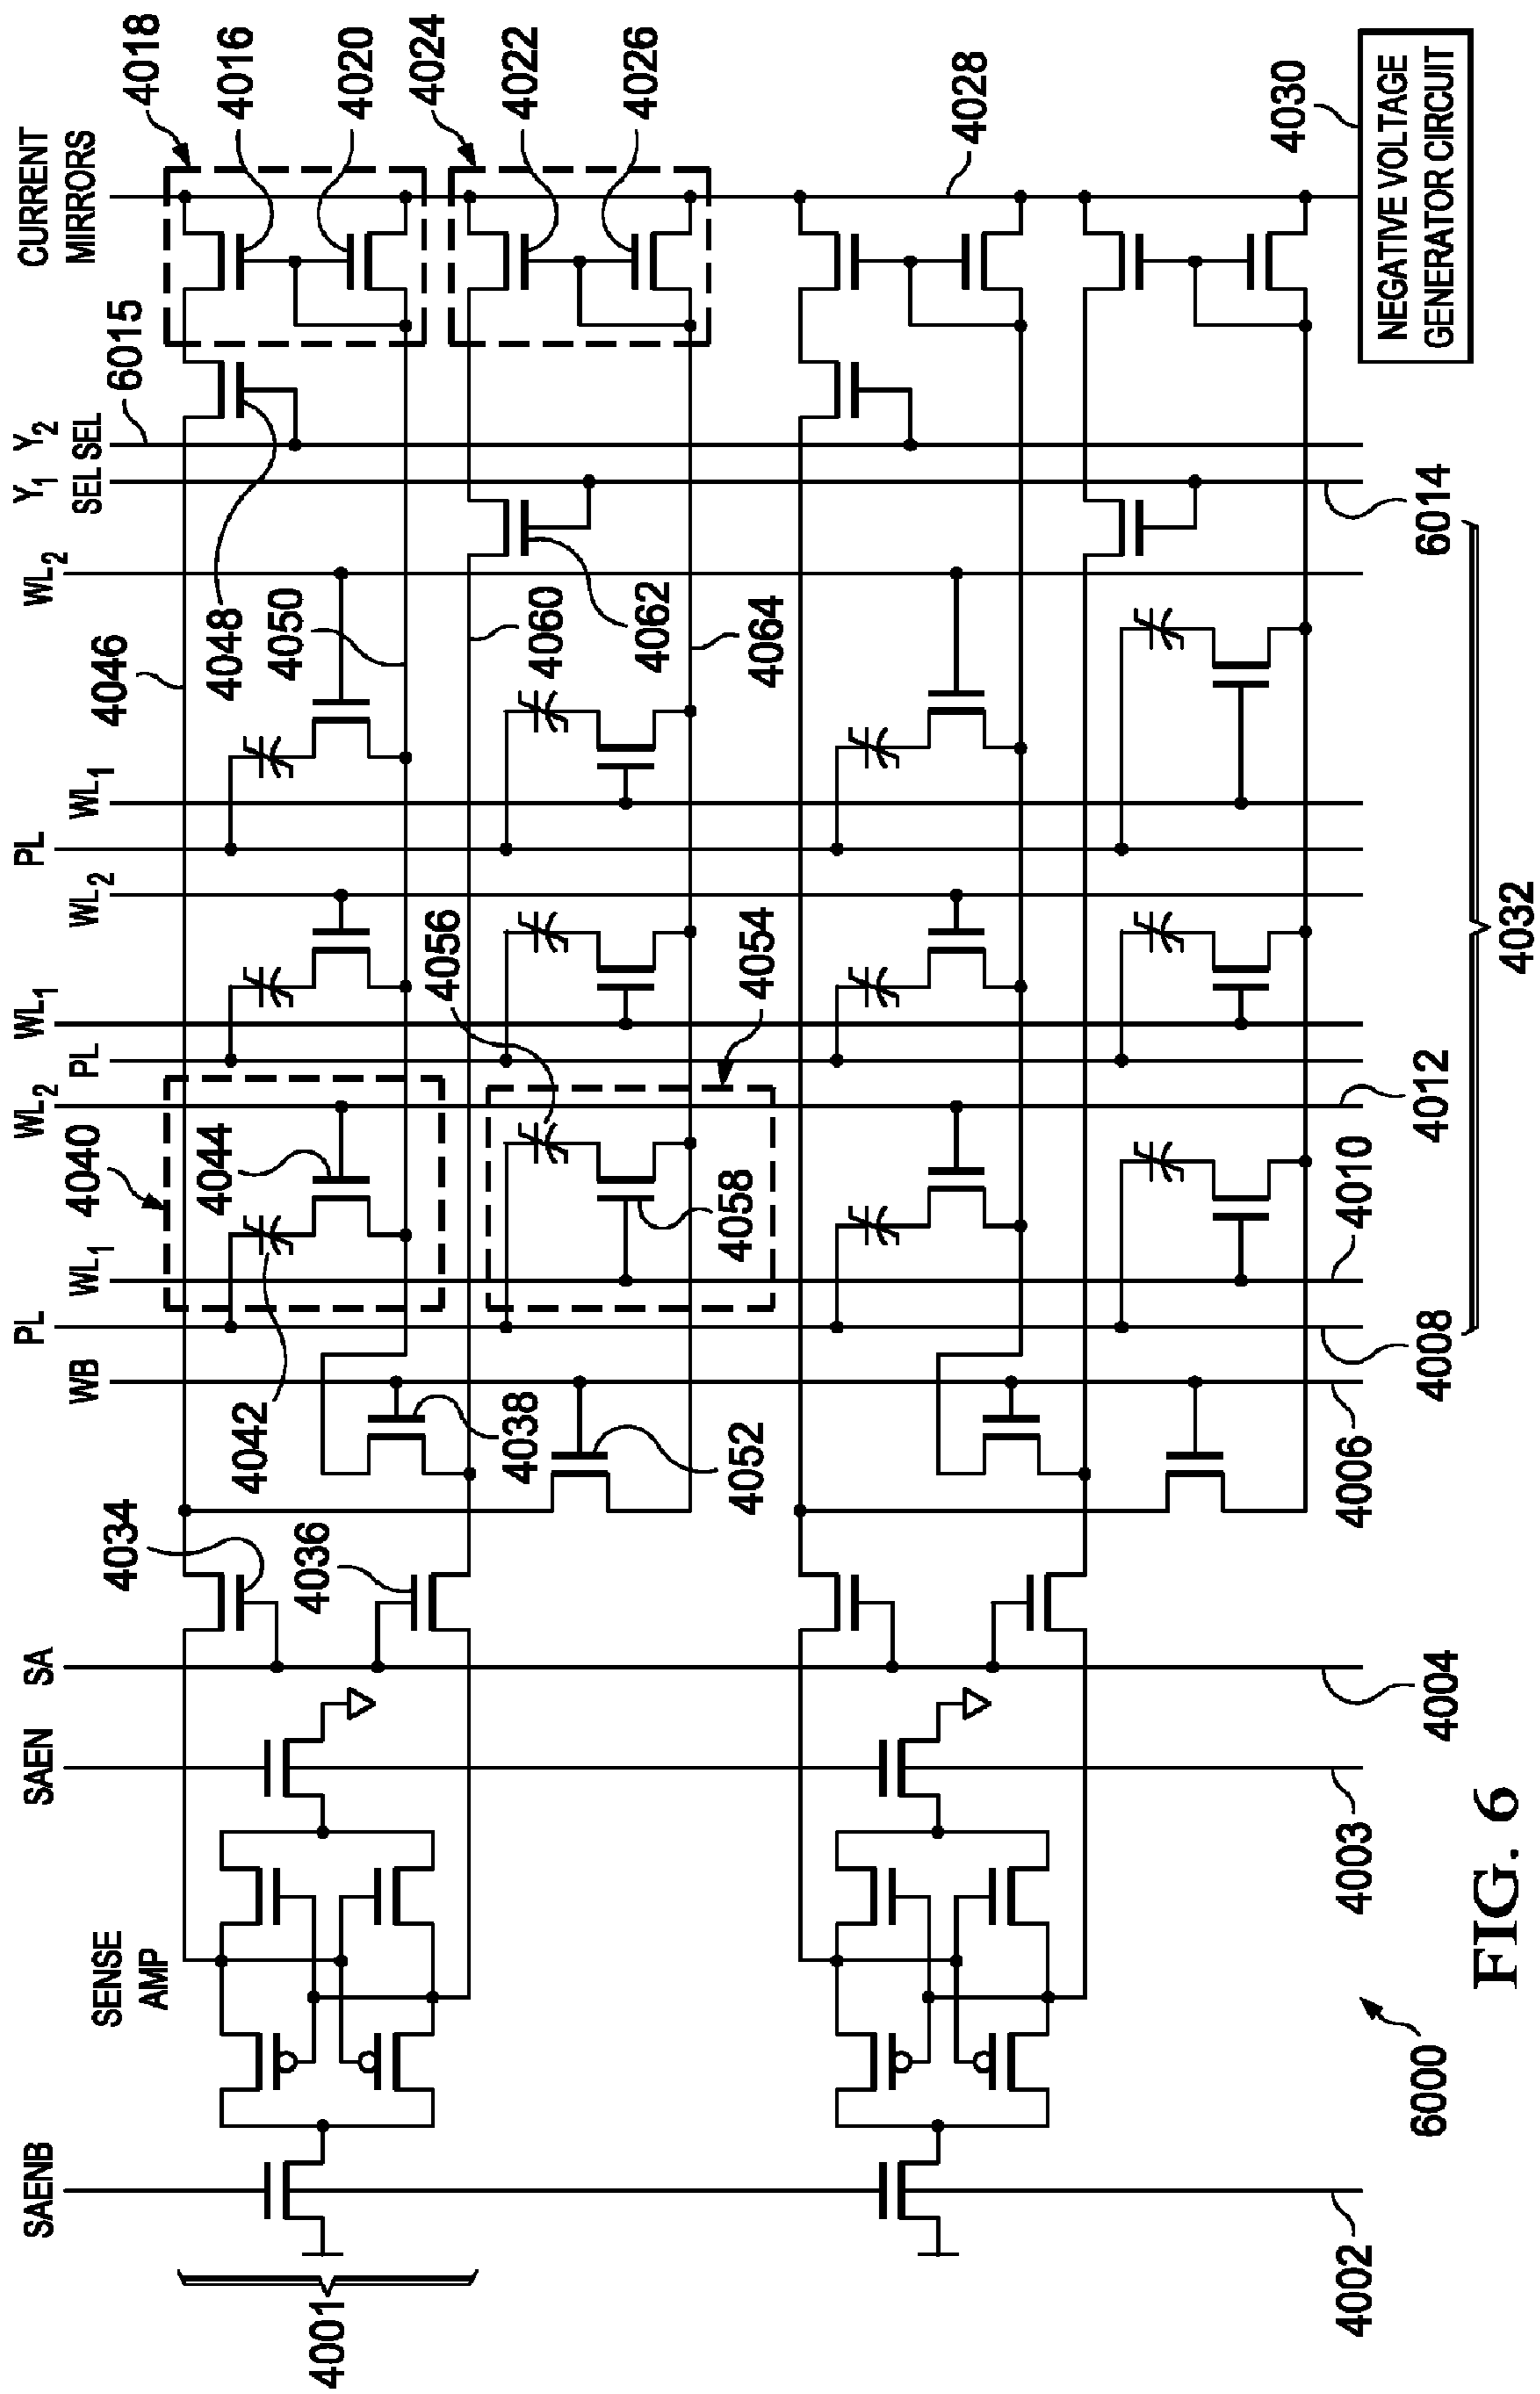 CURRENT
MIRRORS
4018
4016
4020
4024
4022
4026
4028
4030
NEGATIVE VOLTAGE
GENERATOR CIRCUIT
6015
Y2
SEL
Y1
SEL
6014
WL2
4046
4048
4050
4060
4062
4064
WL1
PL
WL2
4056
4054
4032
WL1
PL
WL2
4012
4040
4044
4058
4010
WL1
PL
4008
WB
4042
4038
4052
4006
4034
4036
SA
4004
SAEN
4003
SENSE
AMP
SAENB
4002
4001
6000
FIG. 6